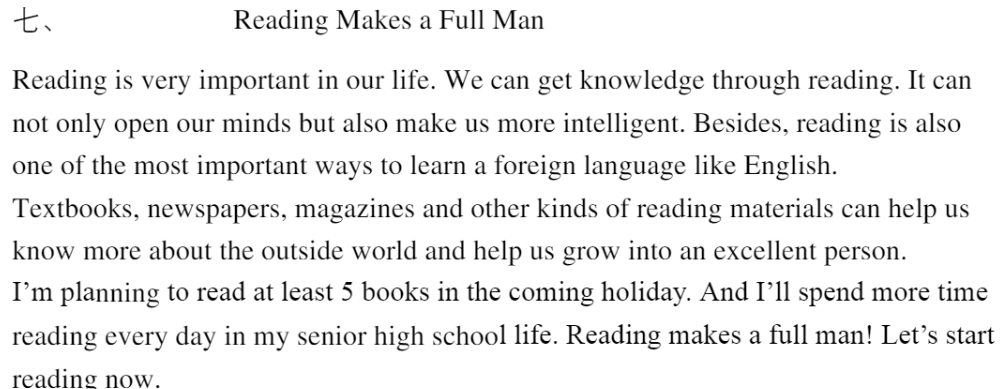 七、 Reading Makes a Full Man
Reading is very important in our life. We can get knowledge through reading. It can
not only open our minds but also make us more intelligent. Besides, reading is also
one of the most important ways to learn a foreign language like English.
Textbooks, newspapers, magazines and other kinds of reading materials can help us
know more about the outside world and help us grow into an excellent person.
I'm planning to read at least 5 books in the coming holiday. And I'll spend more time
reading every day in my senior high school life. Reading makes a full man! Let's start
reading now.